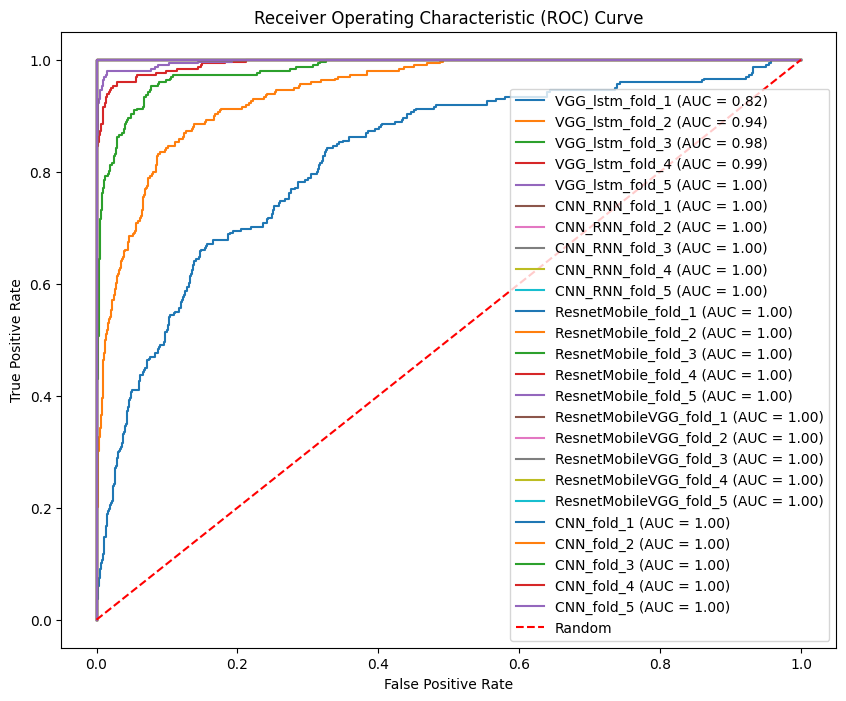 Receiver Operating Characteristic (ROC) Curve
True Positive Rate
1.0
0.8
0.6
0.4
0.2
0.0
VGG_lstm_fold_1 (AUC = 0.82)
VGG_lstm_fold_2 (AUC = 0.94)
VGG_lstm_fold_3 (AUC = 0.98)
VGG_lstm_fold_4 (AUC = 0.99)
VGG_lstm_fold_5 (AUC = 1.00)
CNN_RNN_fold_1 (AUC = 1.00)
CNN_RNN_fold_2 (AUC = 1.00)
CNN_RNN_fold_3 (AUC = 1.00)
CNN_RNN_fold_4 (AUC = 1.00)
CNN_RNN_fold_5 (AUC = 1.00)
ResnetMobile_fold_1 (AUC = 1.00)
ResnetMobile_fold_2 (AUC = 1.00)
ResnetMobile_fold_3 (AUC = 1.00)
ResnetMobile_fold_4 (AUC = 1.00)
ResnetMobile_fold_5 (AUC = 1.00)
ResnetMobileVGG_fold_1 (AUC = 1.00)
ResnetMobileVGG_fold_2 (AUC = 1.00)
ResnetMobileVGG_fold_3 (AUC = 1.00)
ResnetMobileVGG_fold_4 (AUC = 1.00)
ResnetMobileVGG_fold_5 (AUC = 1.00)
CNN_fold_1 (AUC = 1.00)
CNN_fold_2 (AUC = 1.00)
CNN_fold_3 (AUC = 1.00)
CNN_fold_4 (AUC = 1.00)
CNN_fold_5 (AUC = 1.00)
Random
0.0 0.2 0.4 0.6 0.8 1.0
False Positive Rate